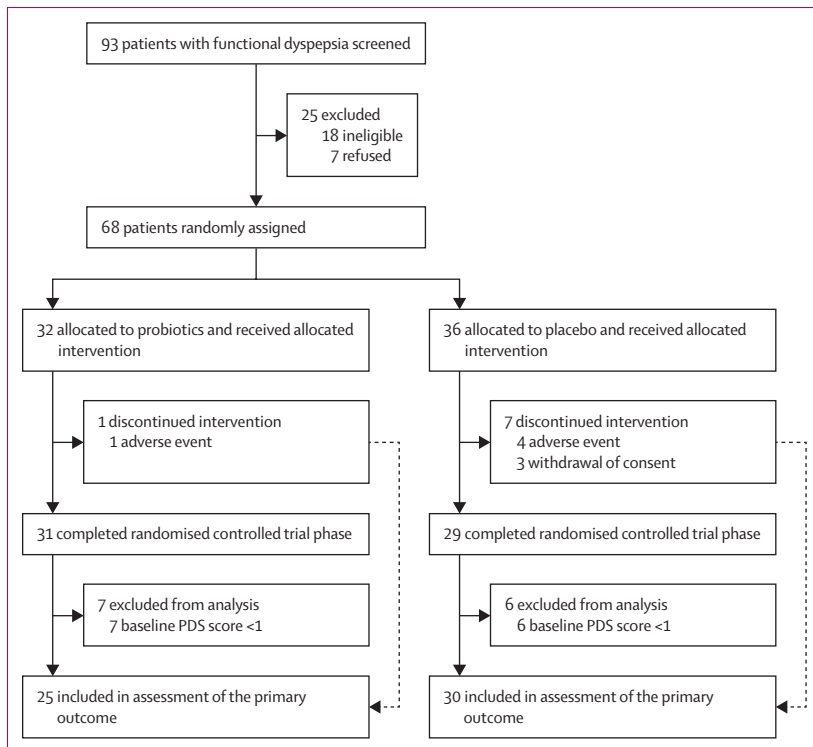 93 patients with functional dyspepsia screened
25 excluded
18 ineligible
7 refused
68 patients randomly assigned
32 allocated to probiotics and received allocated
intervention
36 allocated to placebo and received allocated
intervention
1 discontinued intervention
1 adverse event
7 discontinued intervention
4 adverse event
3 withdrawal of consent
31 completed randomised controlled trial phase
29 completed randomised controlled trial phase
7 excluded from analysis
7 baseline PDS score <1
6 excluded from analysis
6 baseline PDS score <1
25 included in assessment of the primary
outcome
30 included in assessment of the primary
outcome